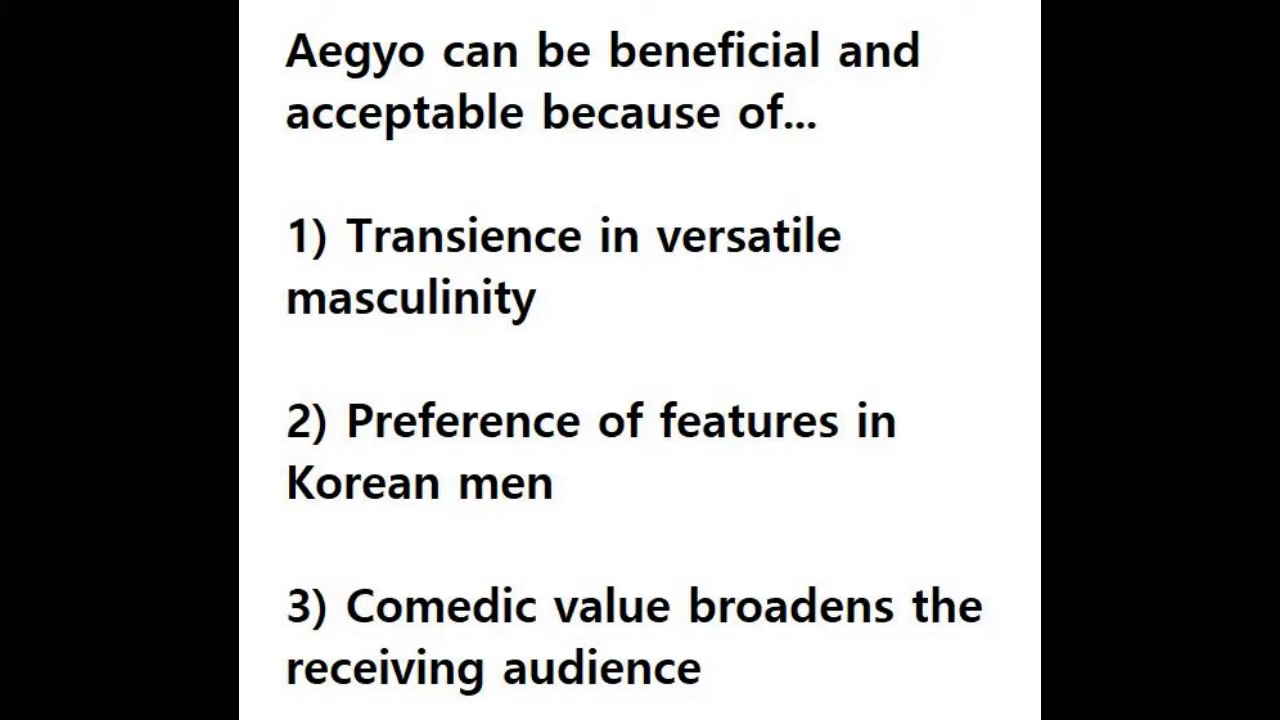 Aegyo can be beneficial and
acceptable because of...
1) Transience in versatile
masculinity
2) Preference of features in
Korean men
3) Comedic value broadens the
receiving audience